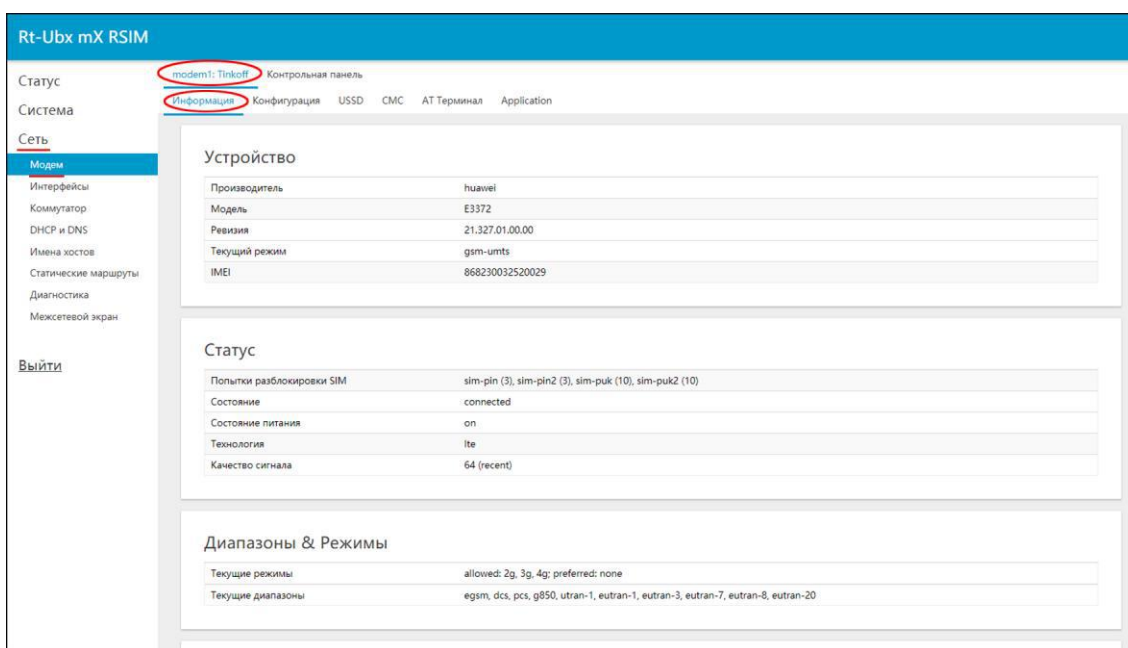 Rt-Ubx mX RSIM
Статус
Система
Сеть
Модем
Интерфейсы
Коммутатор
DHCP и DNS
Имена хостов
Статические маршруты
Диагностика
Межсетевой экран
Выйти
modem1: Tinkoff Контрольная панель
Информация Конфигурация USSD СМС АТ Терминал Application
Устройство
Производитель huawei
Модель E3372
Ревизия 21.327.01.00.00
Текущий режим gsm-umts
IMEI 868230032520029
Статус
Попытки разблокировки SIM sim-pin (3), sim-pin2 (3), sim-puk (10), sim-puk2 (10)
Состояние connected
Состояние питания on
Технология lte
Качество сигнала 64 (recent)
Диапазоны & Режимы
Текущие режимы allowed: 2g, 3g, 4g; preferred: none
Текущие диапазоны egsm, dcs, pcs, g850, utran-1, eutran-1, eutran-3, eutran-7, eutran-8, eutran-20